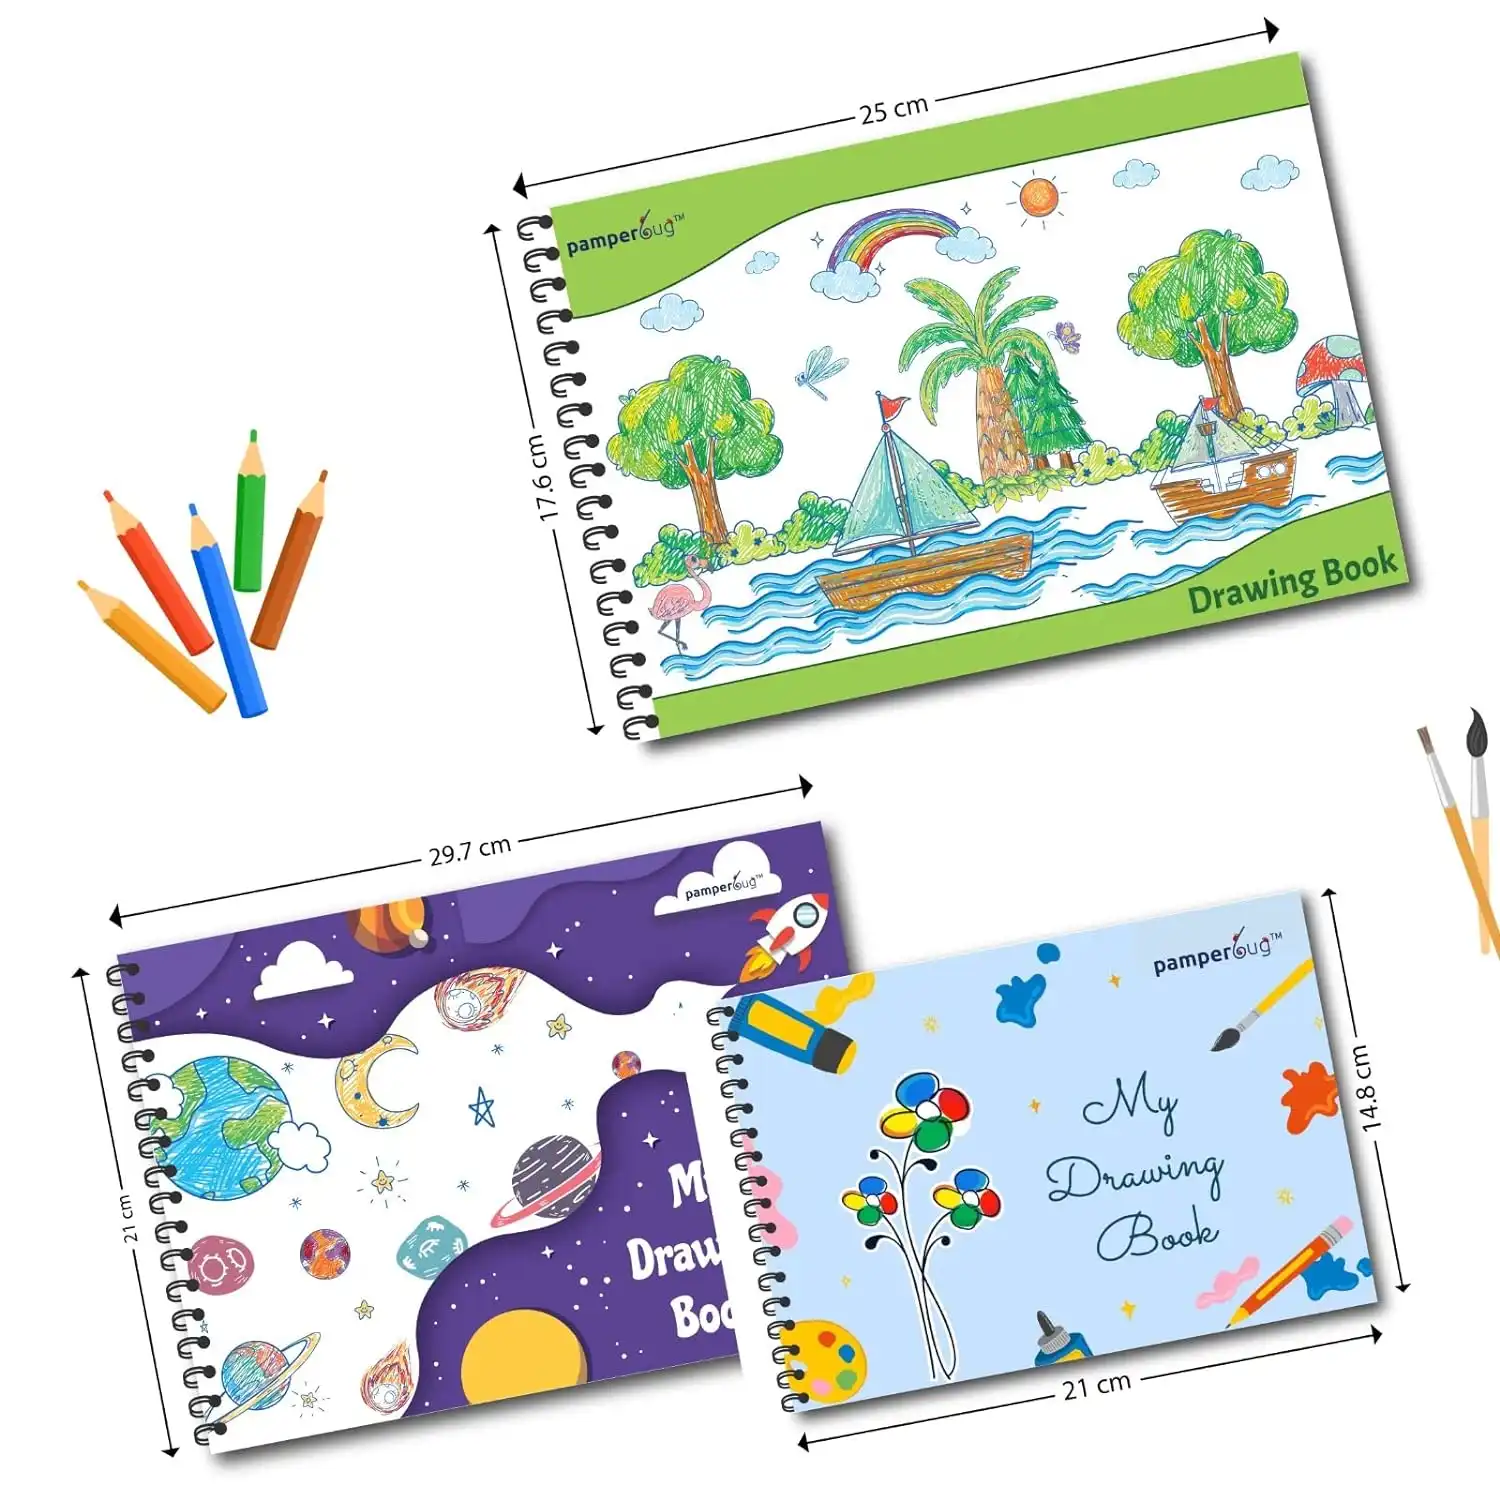 25 cm
pamperbug™
17.6 cm
Drawing Book
29.7 cm
pamperbug™
21 cm
Drawing
pamperbug™
My
Drawing
Book
14.8 cm
21 cm